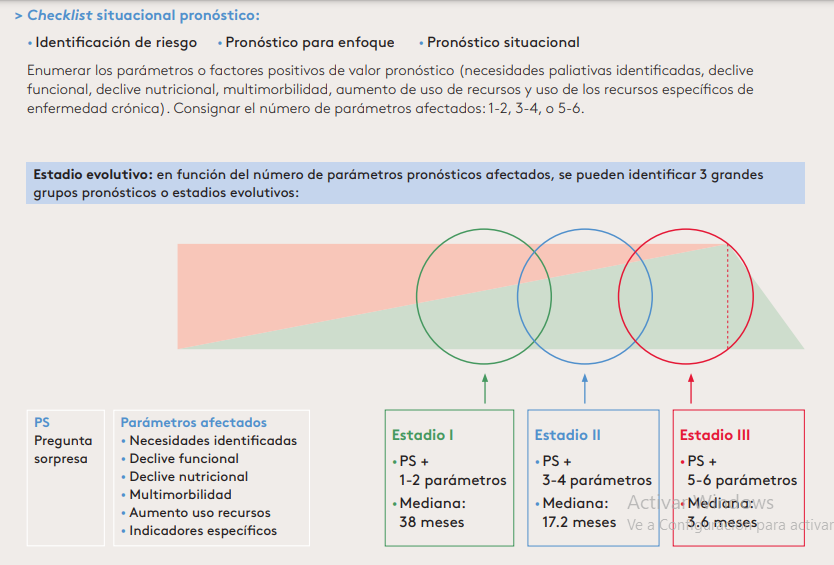 > Checklist situacional pronóstico:
• Identificación de riesgo • Pronóstico para enfoque • Pronóstico situacional
Enumerar los parámetros o factores positivos de valor pronóstico (necesidades paliativas identificadas, declive
funcional, declive nutricional, multimorbilidad, aumento de uso de recursos y uso de los recursos específicos de
enfermedad crónica). Consignar el número de parámetros afectados: 1-2, 3-4, o 5-6.
Estadio evolutivo: en función del número de parámetros pronósticos afectados, se pueden identificar 3 grandes
grupos pronósticos o estadios evolutivos:
PS
Pregunta
sorpresa
Parámetros afectados
• Necesidades identificadas
• Declive funcional
• Declive nutricional
• Multimorbilidad
• Aumento uso recursos
• Indicadores específicos
Estadio I
• PS +
1-2 parámetros
• Mediana:
38 meses
Estadio II
• PS +
3-4 parámetros
• Mediana:
17.2 meses
Estadio III
• PS +
5-6 parámetros
• Mediana:
3.6 meses
Activar Windows
Ve a Configuración para activar